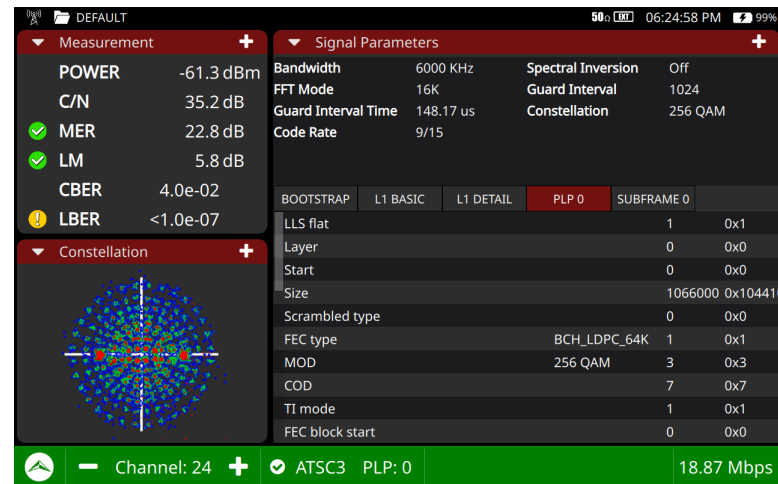 DEFAULT
50Ω EXT 06:24:58 PM 99%
Measurement
POWER -61.3 dBm
C/N 35.2 dB
MER 22.8 dB
LM 5.8 dB
CBER 4.0e-02
LBER <1.0e-07
Constellation
Signal Parameters
Bandwidth 6000 KHz Spectral Inversion Off
FFT Mode 16K Guard Interval 1024
Guard Interval Time 148.17 us Constellation 256 QAM
Code Rate 9/15
BOOTSTRAP L1 BASIC L1 DETAIL PLP 0 SUBFRAME 0
LLS flat 1 0x1
Layer 0 0x0
Start 0 0x0
Size 1066000 0x10441
Scrambled type 0 0x0
FEC type BCH_LDPC_64K 1 0x1
MOD 256 QAM 3 0x3
COD 7 0x7
TI mode 1 0x1
FEC block start 0 0x0
Channel: 24 ATSC3 PLP: 0 18.87 Mbps